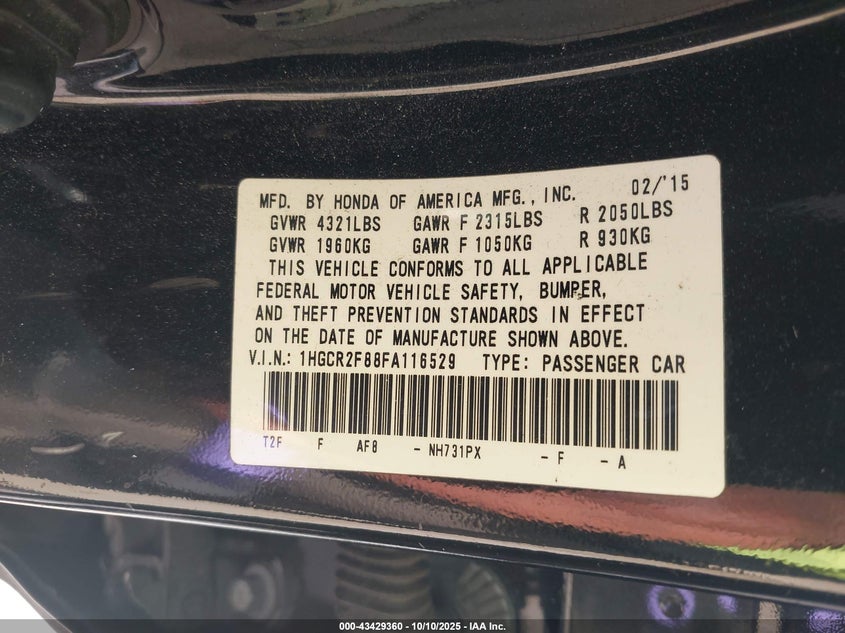 MFD. BY HONDA OF AMERICA MFG., INC. 02/'15
GVWR 4321LBS GAWR F 2315LBS R 2050LBS
GVWR 1960KG GAWR F 1050KG R 930KG
THIS VEHICLE CONFORMS TO ALL APPLICABLE
FEDERAL MOTOR VEHICLE SAFETY, BUMPER,
AND THEFT PREVENTION STANDARDS IN EFFECT
ON THE DATE OF MANUFACTURE SHOWN ABOVE.
V.I.N.: 1HGCR2F88FA116529 TYPE: PASSENGER CAR
T2F F AF8 - NH731PX - F - A
000-43429360 - 10/10/2025 - IAA Inc.